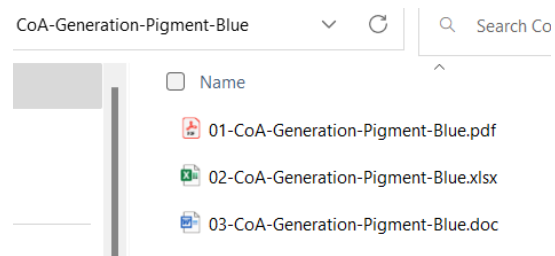 CoA-Generation-Pigment-Blue
Search Co
Name
01-CoA-Generation-Pigment-Blue.pdf
02-CoA-Generation-Pigment-Blue.xlsx
03-CoA-Generation-Pigment-Blue.doc